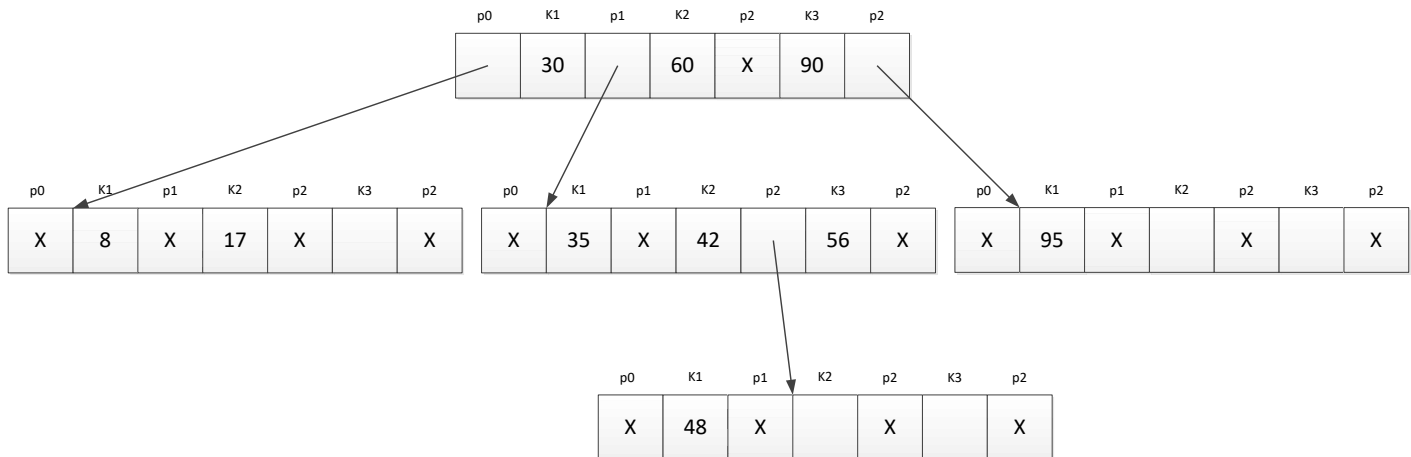 p0 K1 p1 K2 p2 K3 p2
30 60 X 90
p0 K1 p1 K2 p2 K3 p2 p0 K1 p1 K2 p2 K3 p2 p0 K1 p1 K2 p2 K3 p2
X 8 X 17 X X X 35 X 42 56 X X 95 X X X
p0 K1 p1 K2 p2 K3 p2
X 48 X X X